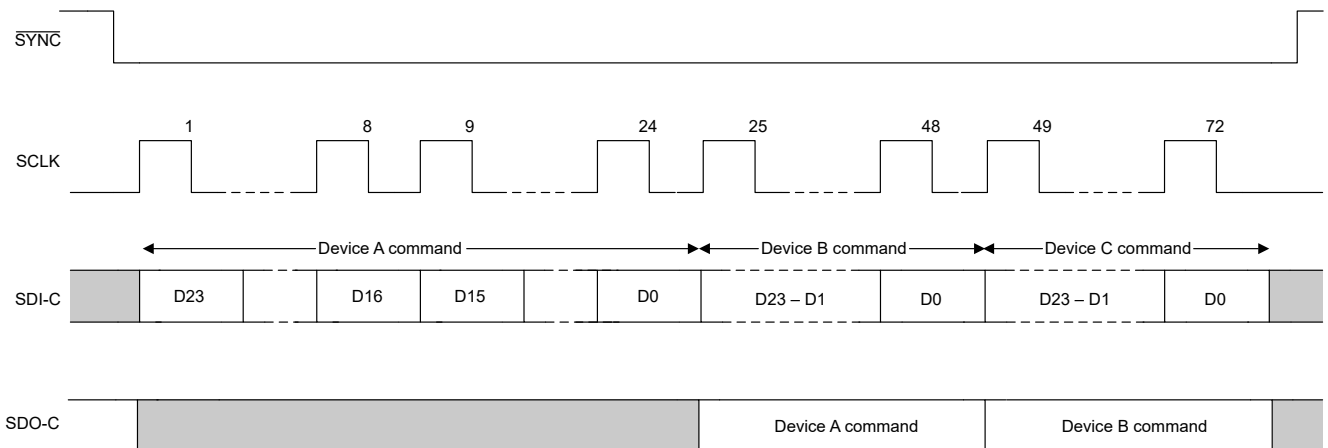 SYNC
1 8 9 24 25 48 49 72
SCLK
Device A command Device B command Device C command
SDI-C D23 D16 D15 D0 D23 – D1 D0 D23 – D1 D0
SDO-C Device A command Device B command